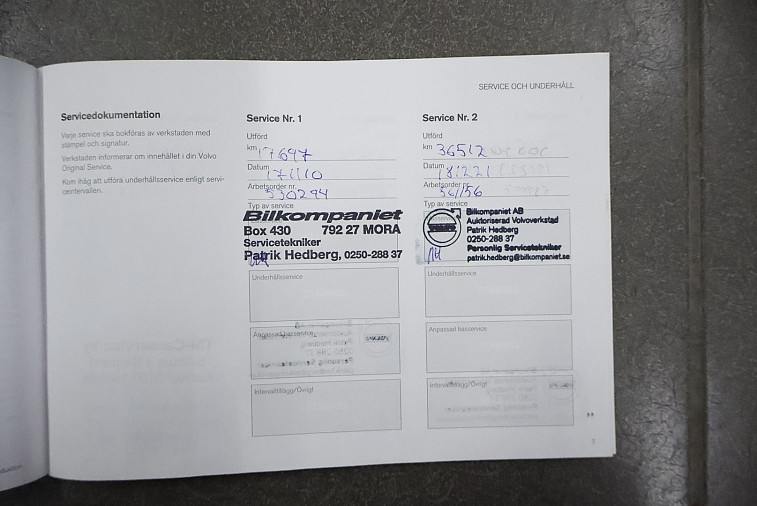 SERVICE OCH UNDERHÅLL
Servicedokumentation
Varje service ska bokföras av verkstaden med
stämpel och signatur.
Verkstaden informerar om innehållet i din Volvo
Original Service.
Kom ihåg att utföra underhållsservice enligt servi-
ceintervallen.
Service Nr. 1
Utförd
km 17697
Datum 171110
Arbetsorder nr. 530294
Typ av service
Bilkompaniet
Box 430 792 27 MORA
Servicetekniker
Patrik Hedberg, 0250-288 37
Underhållsservice
Anpassad basservice
Intervalltillägg/Övrigt
Service Nr. 2
Utförd
km 36512
Datum 181221
Arbetsorder nr.
Typ av service
Bilkompaniet AB
Auktoriserad Volvoverkstad
Patrik Hedberg
0250-288 37
Personlig Servicetekniker
patrik.hedberg@bilkompaniet.se
Underhållsservice
Anpassad basservice
Intervalltillägg/Övrigt